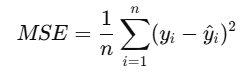 MSE = \frac{1}{n} \sum_{i=1}^{n} (y_i - \hat{y}_i)^2